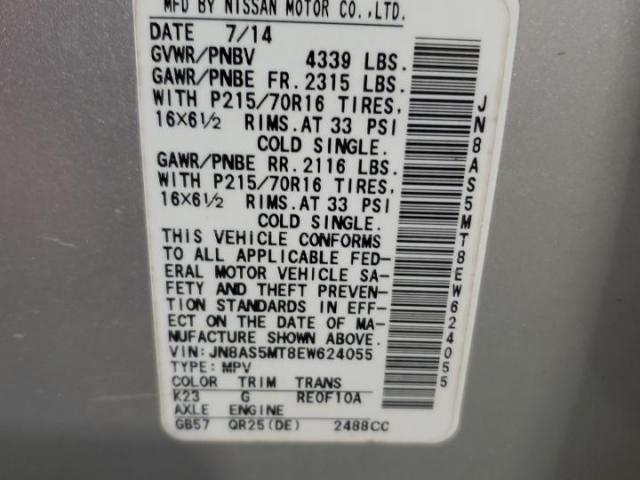 MFD BY NISSAN MOTOR CO.,LTD.
DATE 7/14
GVWR/PNBV 4339 LBS.
GAWR/PNBE FR. 2315 LBS.
WITH P215/70R16 TIRES,
16×6½ RIMS.AT 33 PSI
COLD SINGLE.
GAWR/PNBE RR. 2116 LBS.
WITH P215/70R16 TIRES,
16×6½ RIMS.AT 33 PSI
COLD SINGLE.
THIS VEHICLE CONFORMS
TO ALL APPLICABLE FED-
ERAL MOTOR VEHICLE SA-
FETY AND THEFT PREVEN-
TION STANDARDS IN EFF-
ECT ON THE DATE OF MA-
NUFACTURE SHOWN ABOVE.
VIN: JN8AS5MT8EW624055
TYPE: MPV
COLOR TRIM TRANS
K23 G RE0F10A
AXLE ENGINE
GB57 QR25(DE) 2488CC
JN8AS5MT8EW624055